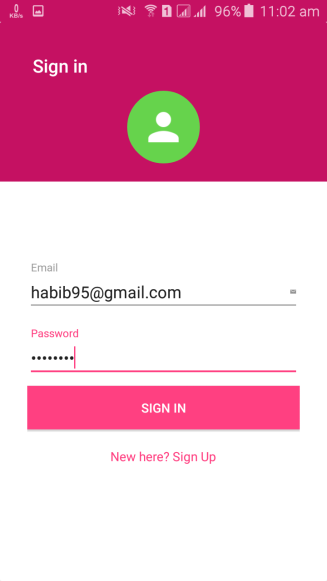 0
KB/s
1
96%
11:02 am
Sign in
Email
habib95@gmail.com
Password
••••••••
SIGN IN
New here? Sign Up